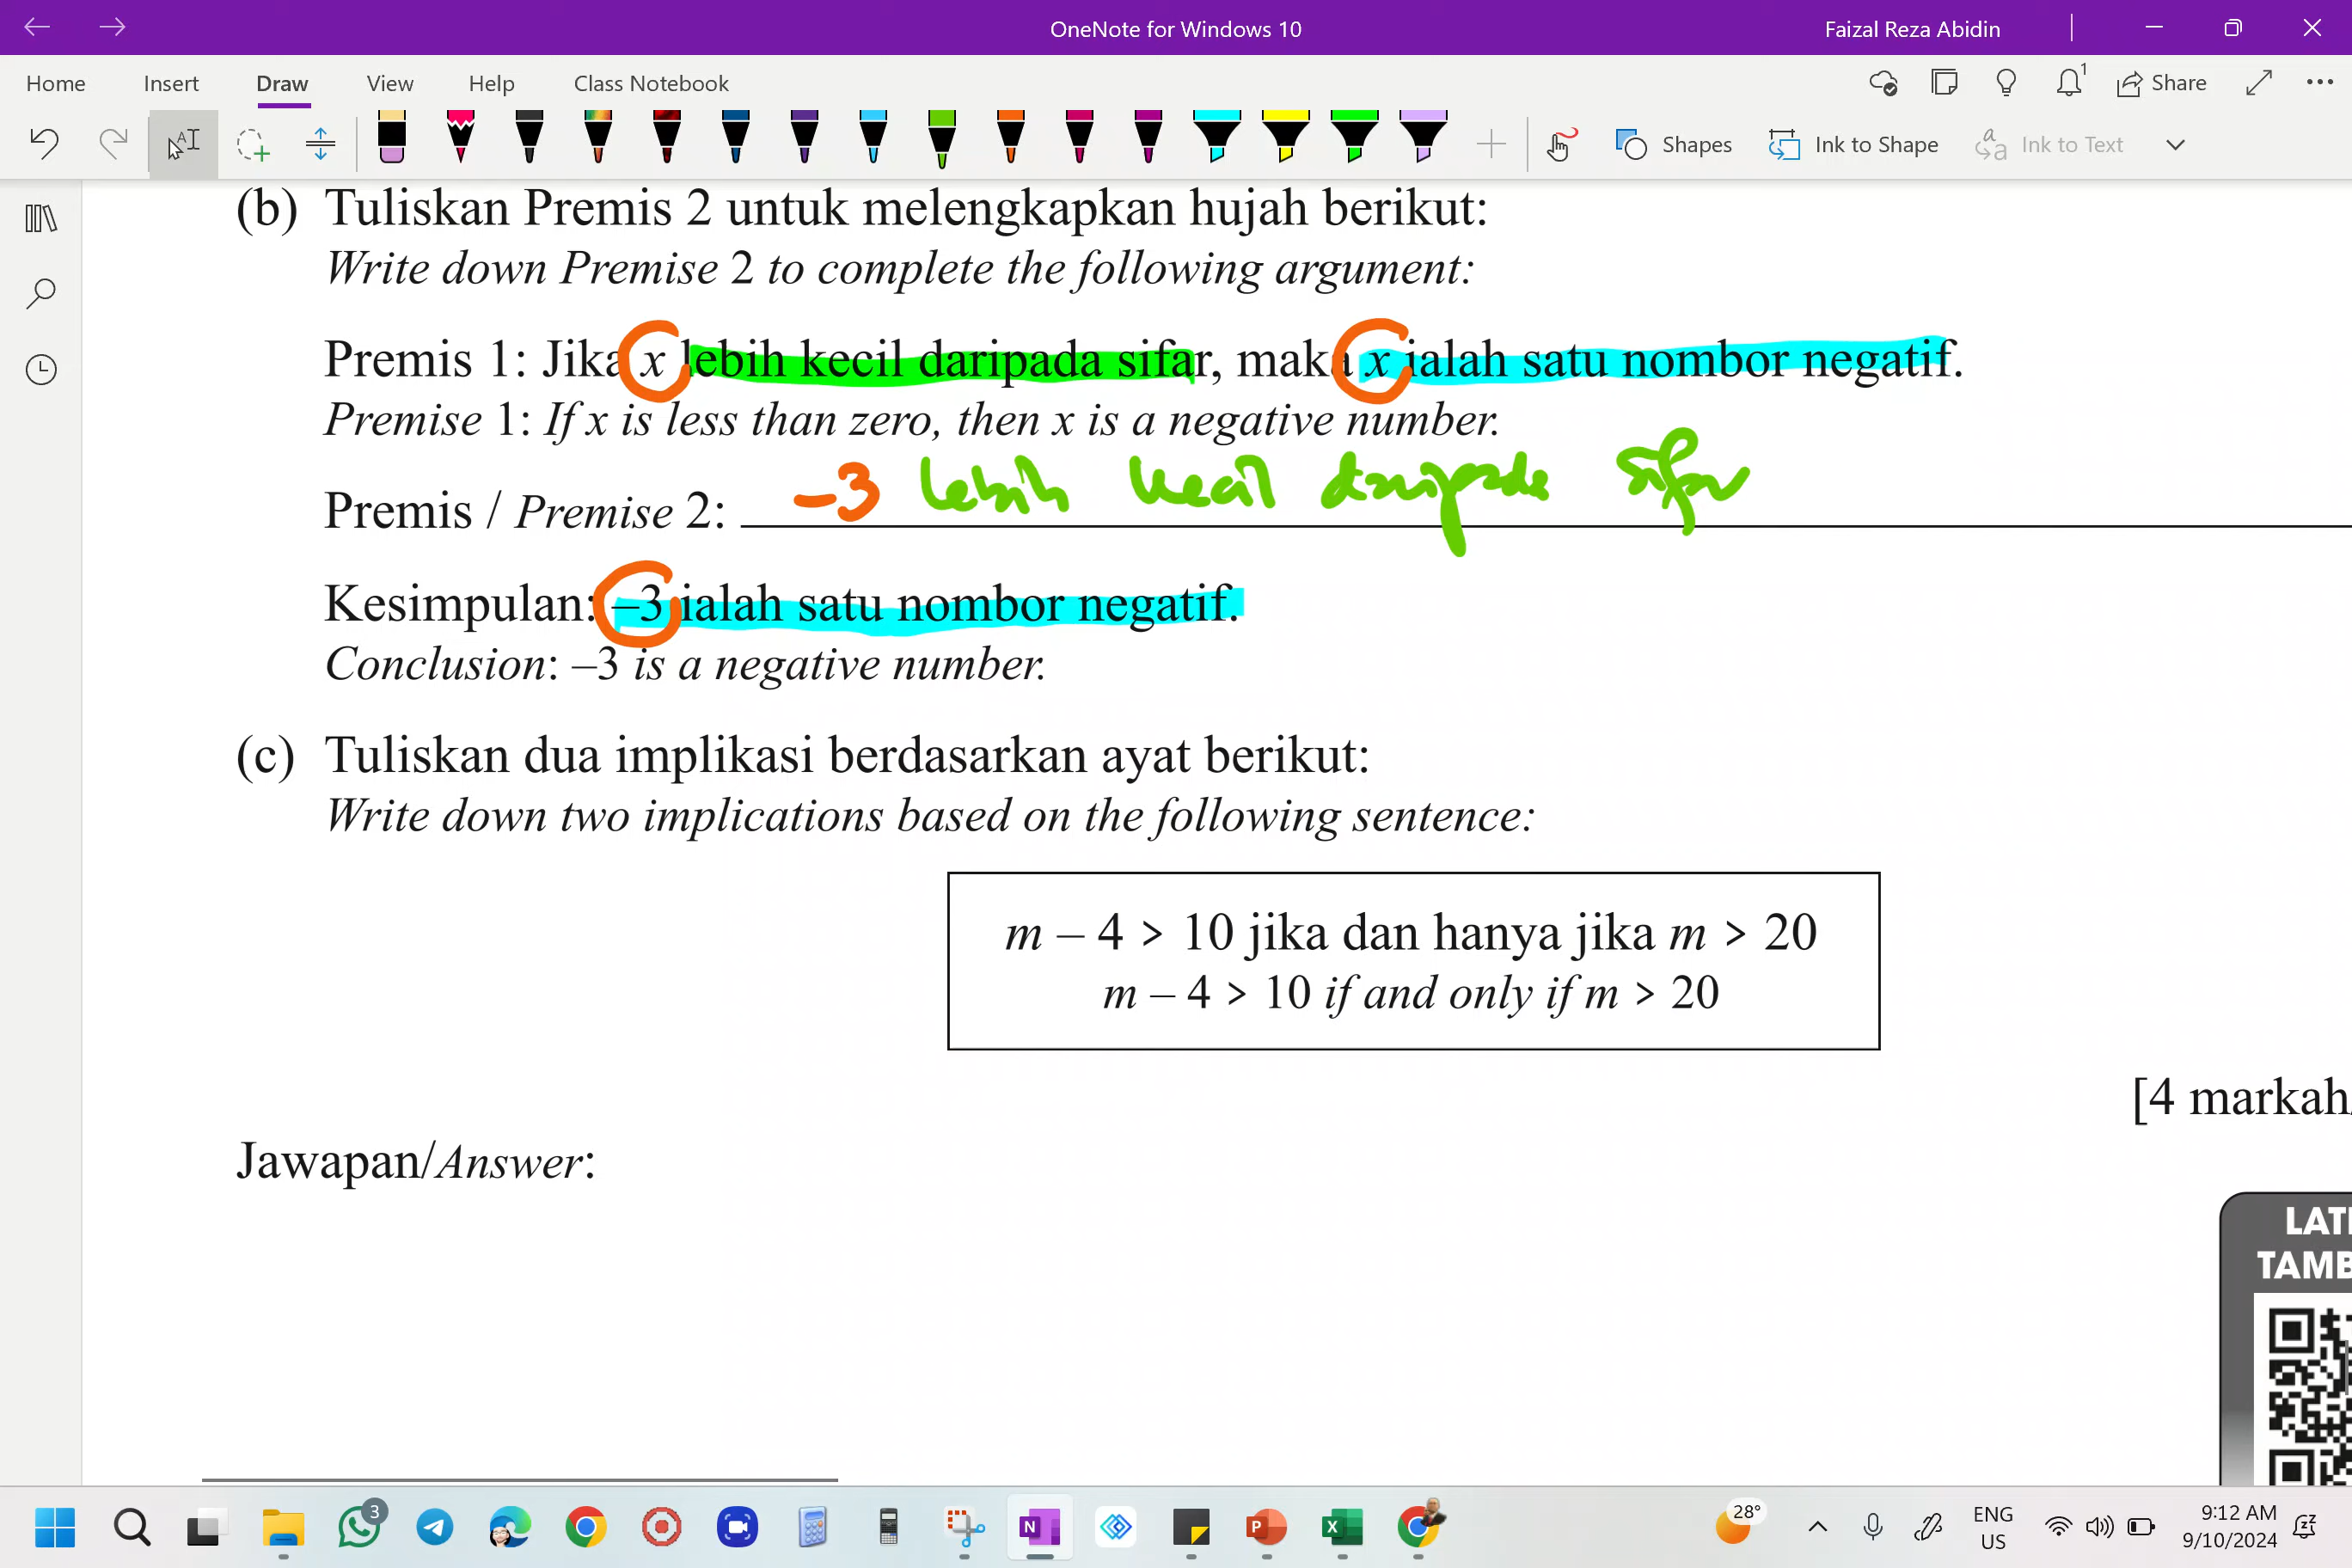 OneNote for Windows 10
Faizal Reza Abidin
Home Insert Draw View Help Class Notebook
1
Share
Shapes Ink to Shape Ink to Text
(b) Tuliskan Premis 2 untuk melengkapkan hujah berikut:
Write down Premise 2 to complete the following argument:
Premis 1: Jika x lebih kecil daripada sifar, maka x ialah satu nombor negatif.
Premise 1: If x is less than zero, then x is a negative number.
Premis / Premise 2: -3 lebih kecil daripada sifar
Kesimpulan: –3 ialah satu nombor negatif.
Conclusion: –3 is a negative number.
(c) Tuliskan dua implikasi berdasarkan ayat berikut:
Write down two implications based on the following sentence:
m – 4 > 10 jika dan hanya jika m > 20
m – 4 > 10 if and only if m > 20
[4 markah
Jawapan/Answer:
LATI
TAMB
3
28°
ENG
US
9:12 AM
9/10/2024